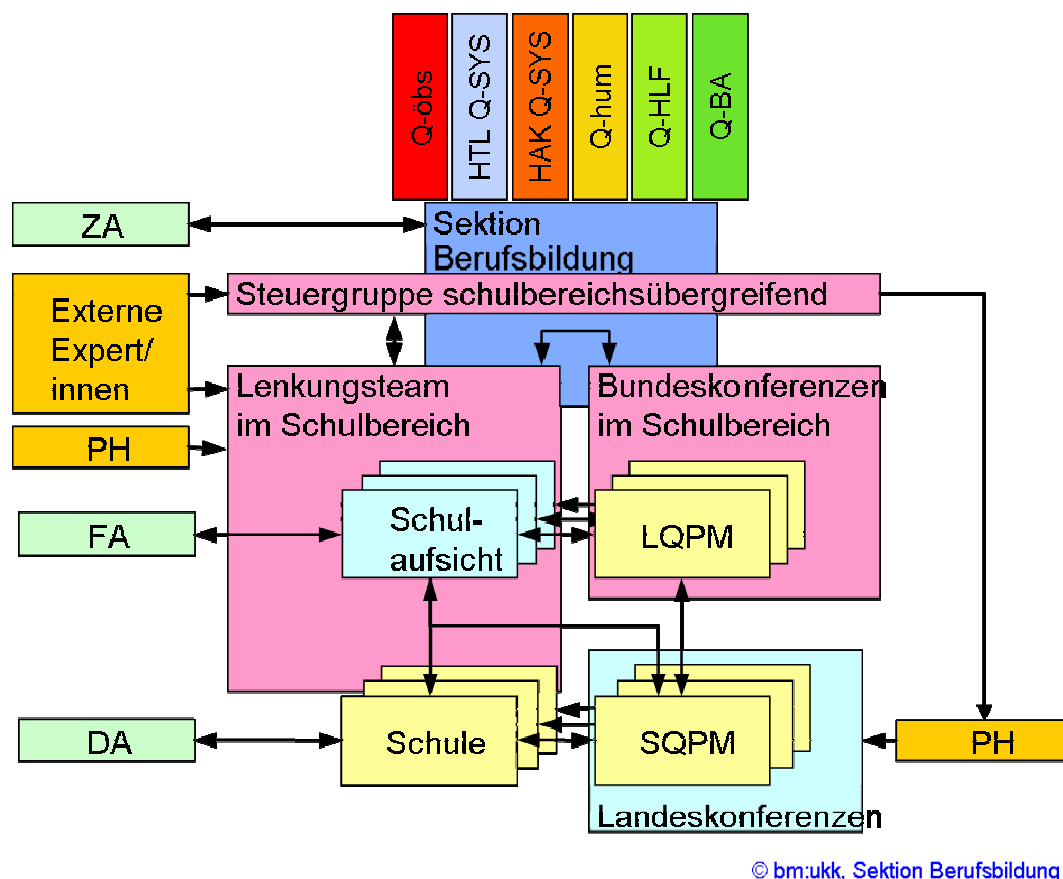 Q-öbs
HTL Q-SYS
HAK Q-SYS
Q-hum
Q-HLF
Q-BA
ZA
Sektion
Berufsbildung
Steuergruppe schulbereichsübergreifend
Externe
Expert/
innen
Lenkungsteam
im Schulbereich
Bundeskonferenzen
im Schulbereich
PH
FA
Schul-
aufsicht
LQPM
DA
Schule
SQPM
PH
Landeskonferenzen
© bm:ukk, Sektion Berufsbildung